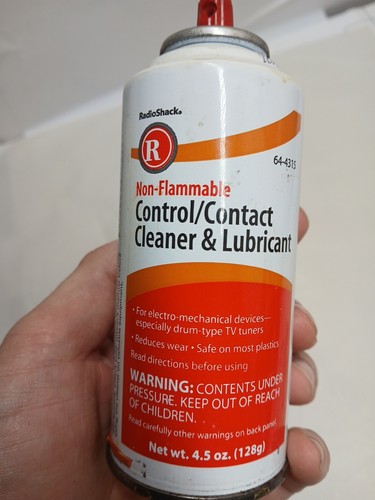 RadioShack®
R
64-4315
Non-Flammable
Control/Contact
Cleaner & Lubricant
• For electro-mechanical devices—
especially drum-type TV tuners
• Reduces wear • Safe on most plastics
Read directions before using
WARNING: CONTENTS UNDER
PRESSURE. KEEP OUT OF REACH
OF CHILDREN.
Read carefully other warnings on back panel.
Net wt. 4.5 oz. (128g)